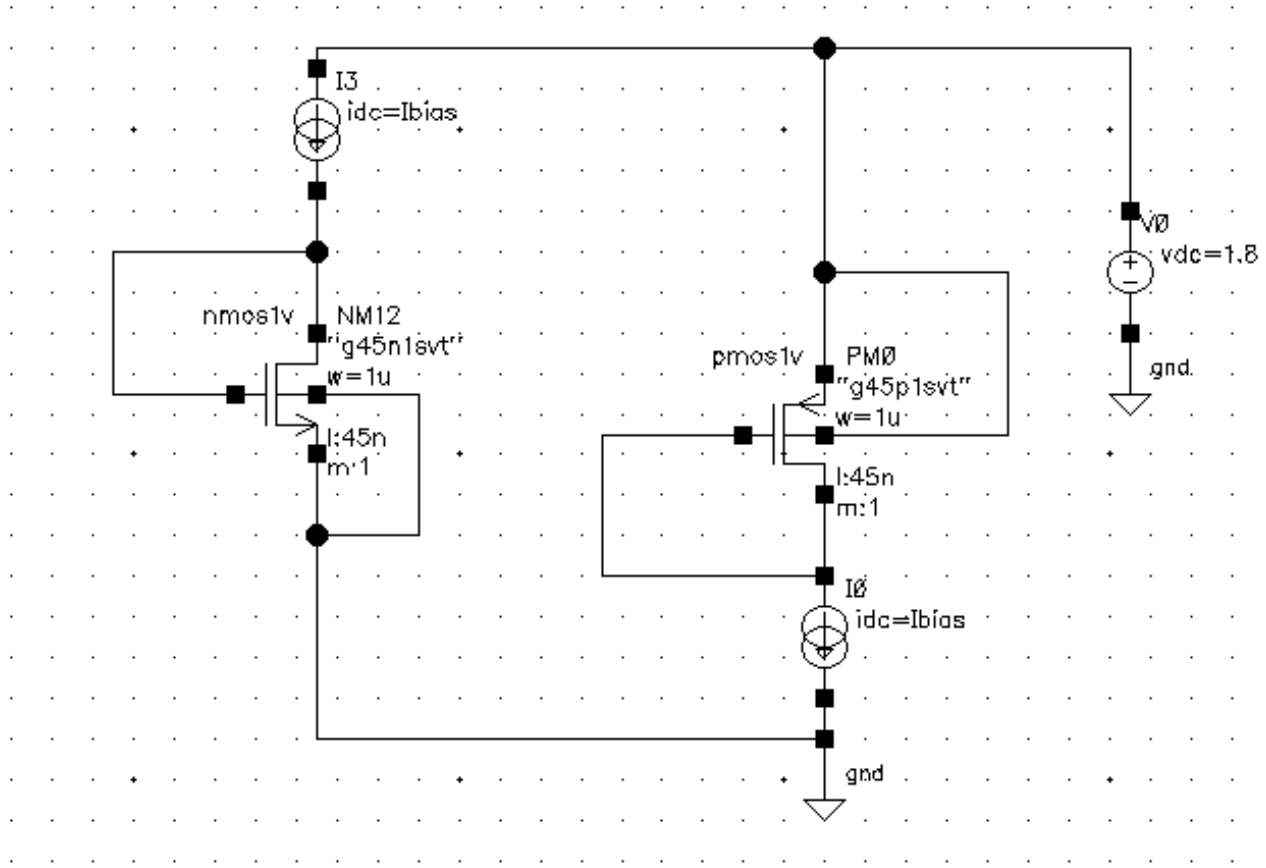 I3
idc=Ibias
V0
vdc=1.8
nmos1v NM12
"g45n1svt"
w=1u
l:45n
m:1
pmos1v PM0
"g45p1svt"
w=1u
l:45n
m:1
gnd
I0
idc=Ibias
gnd